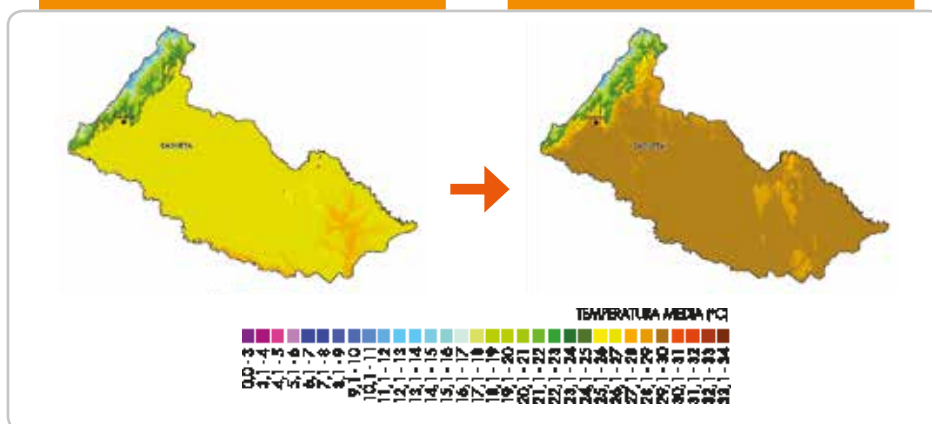 CAQUETA
CAQUETA
TEMPERATURA MEDIA (°C)
0,0 - 3
3,1 - 4
4,1 - 5
5,1 - 6
6,1 - 7
7,1 - 8
8,1 - 9
9,1 - 10
10,1 - 11
11,1 - 12
12,1 - 13
13,1 - 14
14,1 - 15
15,1 - 16
16,1 - 17
17,1 - 18
18,1 - 19
19,1 - 20
20,1 - 21
21,1 - 22
22,1 - 23
23,1 - 24
24,1 - 25
25,1 - 26
26,1 - 27
27,1 - 28
28,1 - 29
29,1 - 30
30,1 - 31
31,1 - 32
32,1 - 33
33,1 - 34